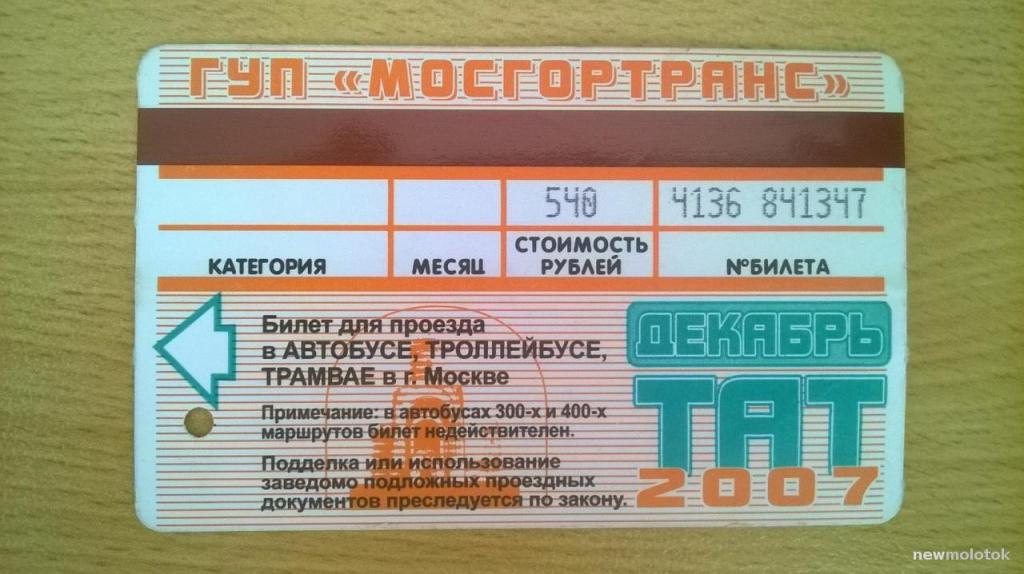 ГУП «МОСГОРТРАНС»
540 4136 841347
КАТЕГОРИЯ МЕСЯЦ СТОИМОСТЬ РУБЛЕЙ №БИЛЕТА
Билет для проезда
в АВТОБУСЕ, ТРОЛЛЕЙБУСЕ,
ТРАМВАЕ в г. Москве
Примечание: в автобусах 300-х и 400-х
маршрутов билет недействителен.
Подделка или использование
заведомо подложных проездных
документов преследуется по закону.
ДЕКАБРЬ
ТАТ
2007
newmolotok